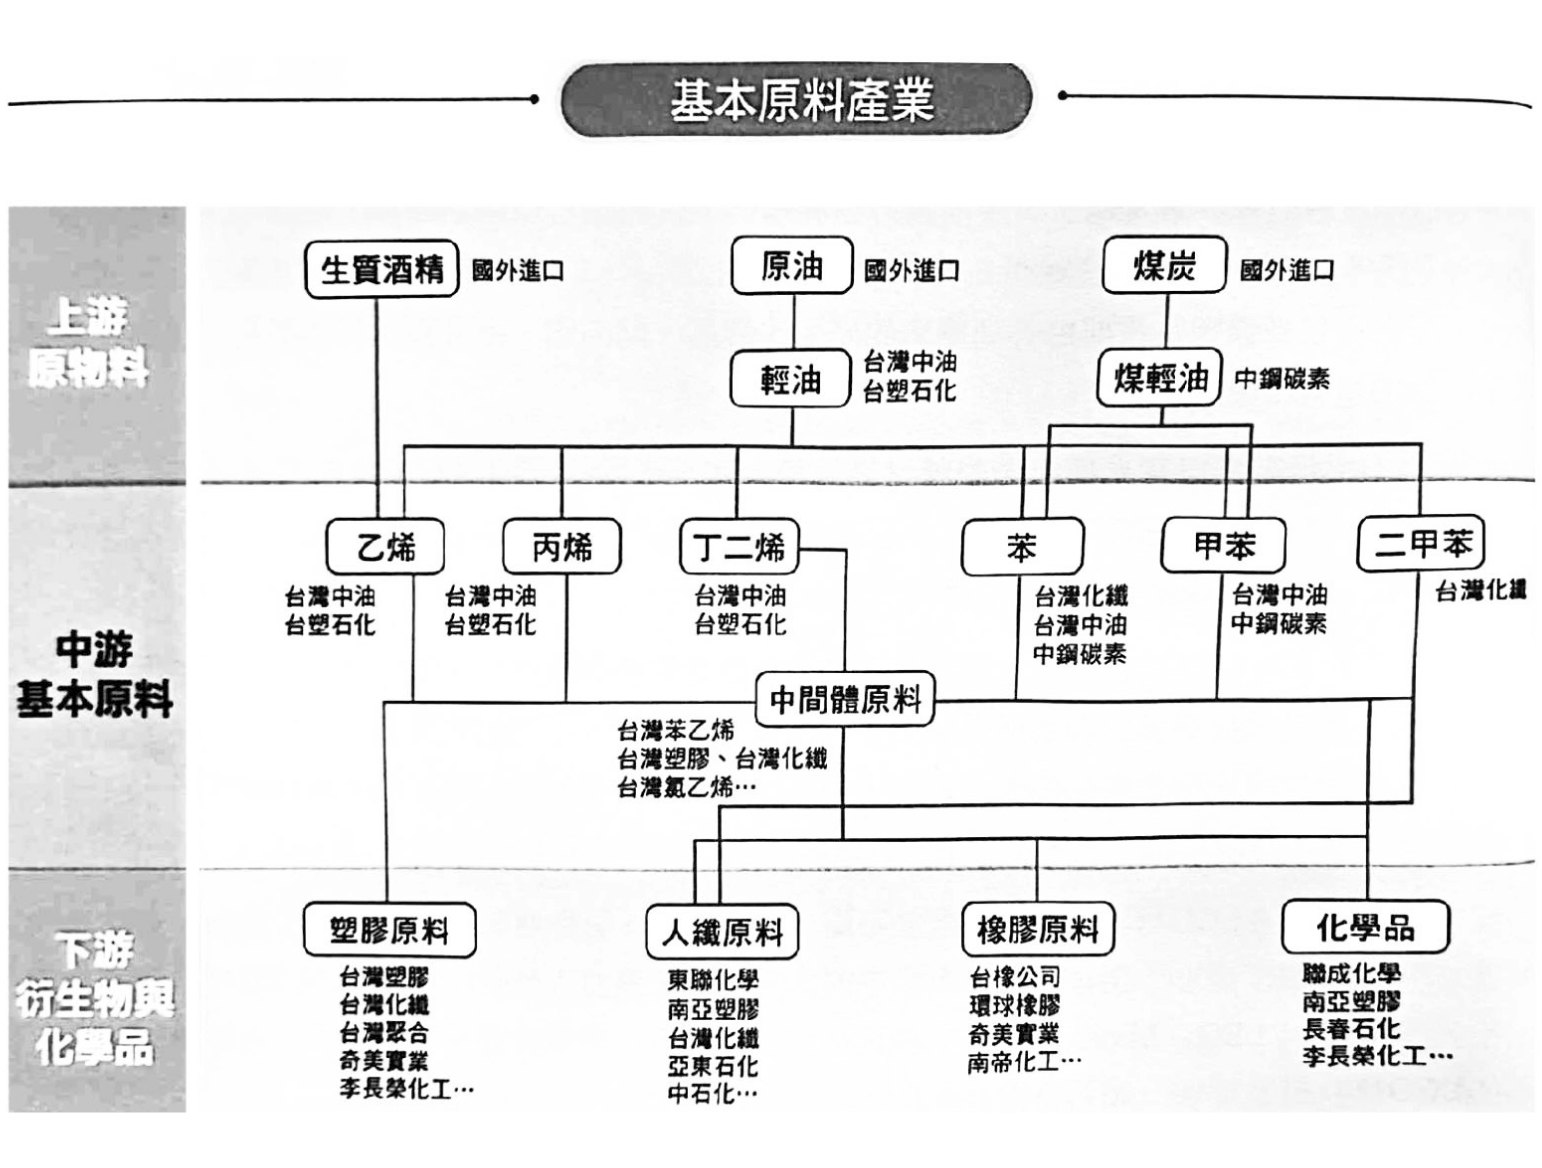 基本原料產業
上游
原物料
生質酒精
國外進口
原油
國外進口
煤炭
國外進口
輕油
台灣中油
台塑石化
煤輕油
中鋼碳素
中游
基本原料
乙烯
台灣中油
台塑石化
丙烯
台灣中油
台塑石化
丁二烯
台灣中油
台塑石化
苯
台灣化纖
台灣中油
中鋼碳素
甲苯
台灣中油
中鋼碳素
二甲苯
台灣化纖
中間體原料
台灣苯乙烯
台灣塑膠、台灣化纖
台灣氯乙烯…
下游
衍生物與
化學品
塑膠原料
台灣塑膠
台灣化纖
台灣聚合
奇美實業
李長榮化工…
人纖原料
東聯化學
南亞塑膠
台灣化纖
亞東石化
中石化…
橡膠原料
台橡公司
環球橡膠
奇美實業
南帝化工…
化學品
聯成化學
南亞塑膠
長春石化
李長榮化工…